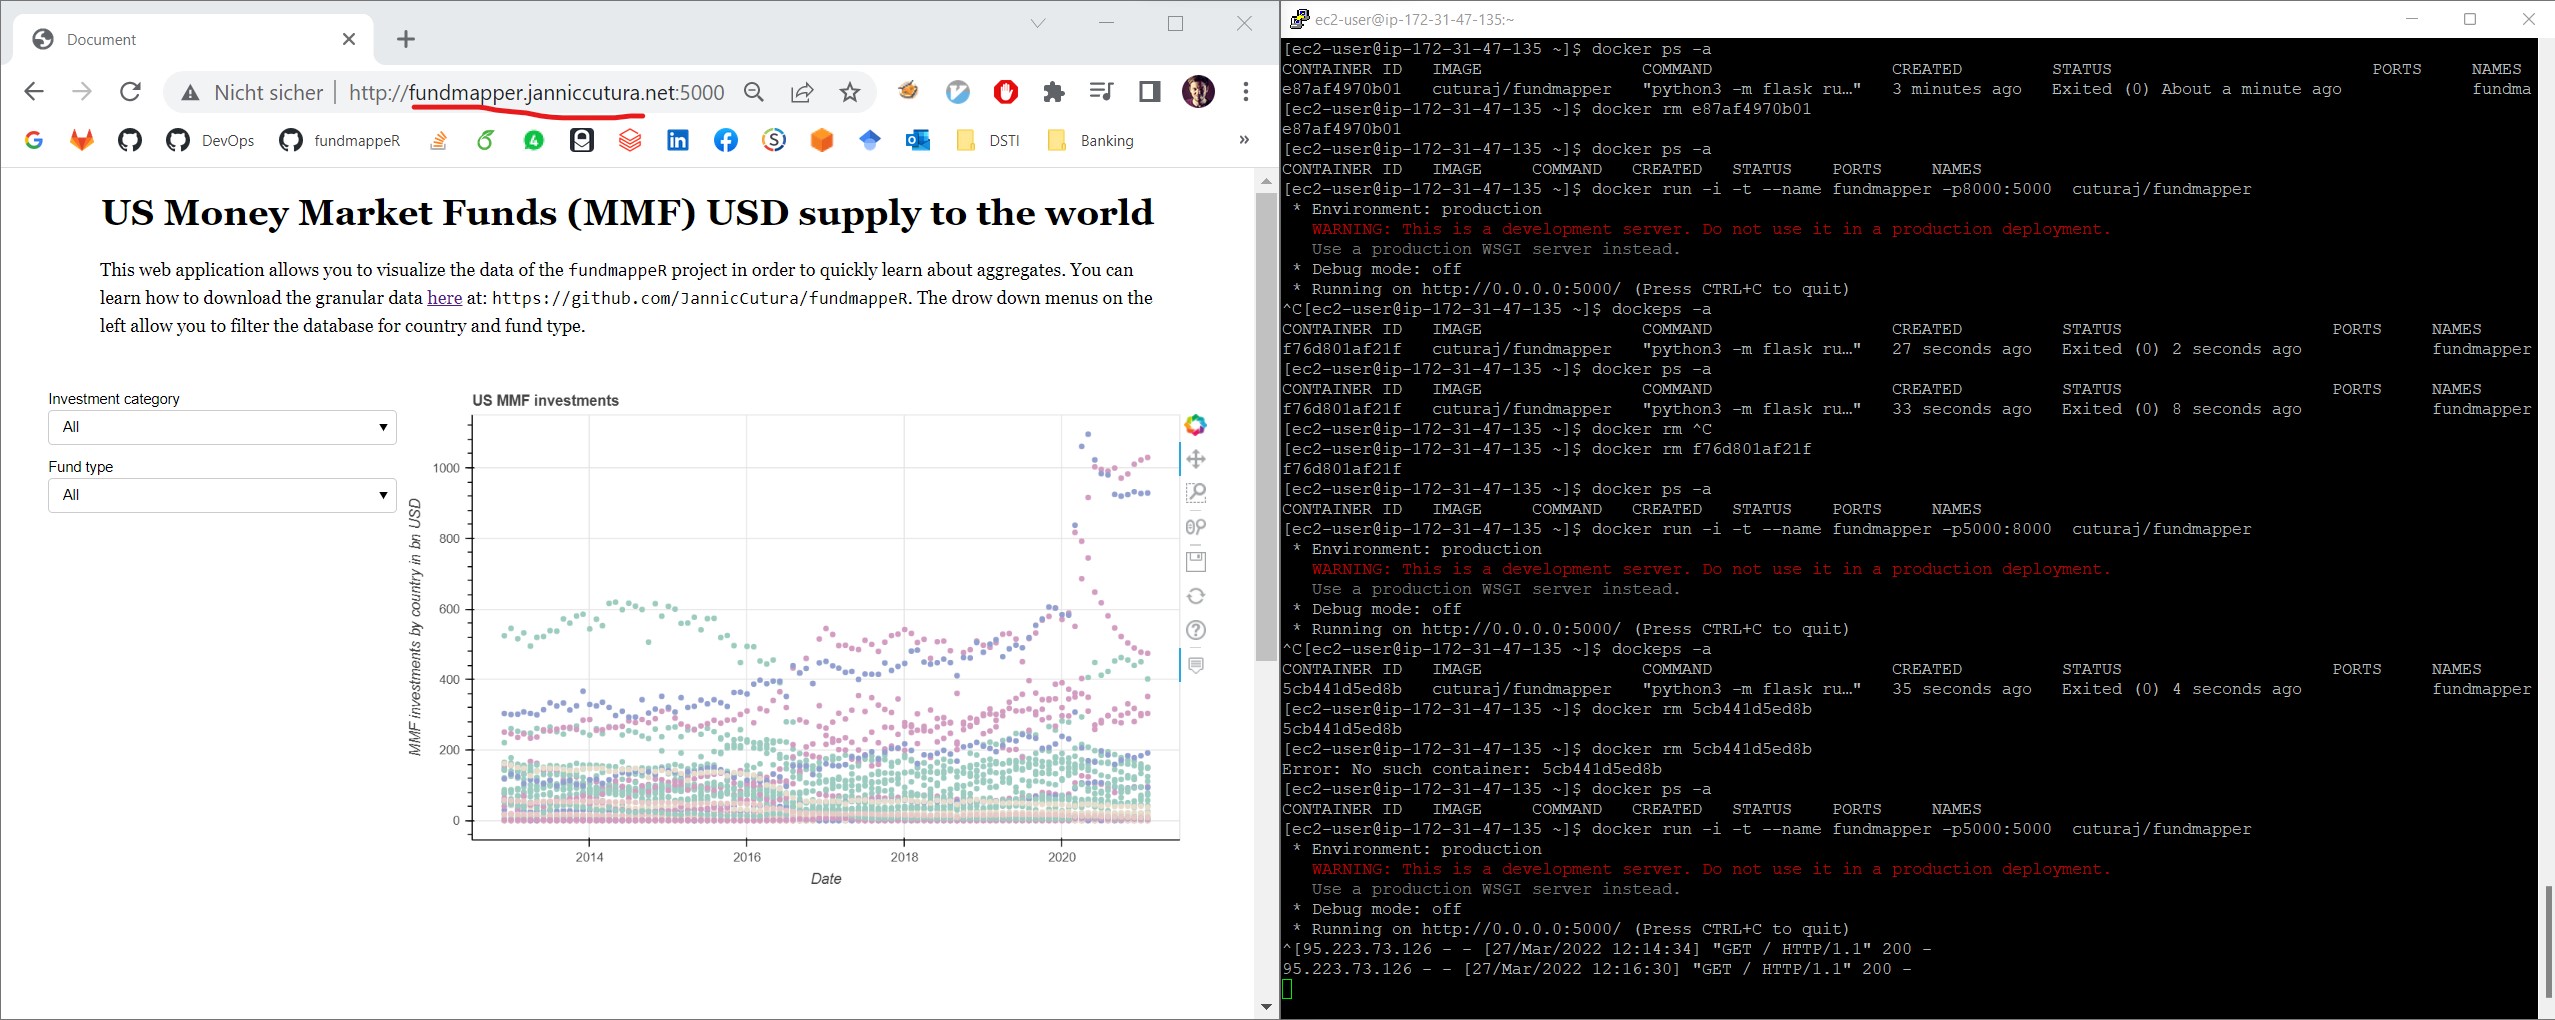 Document
Nicht sicher
http://fundmapper.janniccutura.net:5000
DevOps
fundmappeR
DSTI
Banking
»
US Money Market Funds (MMF) USD supply to the world
This web application allows you to visualize the data of the fundmappeR project in order to quickly learn about aggregates. You can
learn how to download the granular data here at: https://github.com/JannicCutura/fundmappeR. The drow down menus on the
left allow you to filter the database for country and fund type.
Investment category
All
Fund type
All
US MMF investments
MMF investments by country in bn USD
1000
800
600
400
200
0
2014 2016 2018 2020
Date
ec2-user@ip-172-31-47-135:~
[ec2-user@ip-172-31-47-135 ~]$ docker ps -a
CONTAINER ID IMAGE COMMAND CREATED STATUS PORTS NAMES
e87af4970b01 cuturaj/fundmapper "python3 -m flask ru…" 3 minutes ago Exited (0) About a minute ago fundma
[ec2-user@ip-172-31-47-135 ~]$ docker rm e87af4970b01
e87af4970b01
[ec2-user@ip-172-31-47-135 ~]$ docker ps -a
CONTAINER ID IMAGE COMMAND CREATED STATUS PORTS NAMES
[ec2-user@ip-172-31-47-135 ~]$ docker run -i -t --name fundmapper -p8000:5000 cuturaj/fundmapper
* Environment: production
WARNING: This is a development server. Do not use it in a production deployment.
Use a production WSGI server instead.
* Debug mode: off
* Running on http://0.0.0.0:5000/ (Press CTRL+C to quit)
^C[ec2-user@ip-172-31-47-135 ~]$ dockeps -a
CONTAINER ID IMAGE COMMAND CREATED STATUS PORTS NAMES
f76d801af21f cuturaj/fundmapper "python3 -m flask ru…" 27 seconds ago Exited (0) 2 seconds ago fundmapper
[ec2-user@ip-172-31-47-135 ~]$ docker ps -a
CONTAINER ID IMAGE COMMAND CREATED STATUS PORTS NAMES
f76d801af21f cuturaj/fundmapper "python3 -m flask ru…" 33 seconds ago Exited (0) 8 seconds ago fundmapper
[ec2-user@ip-172-31-47-135 ~]$ docker rm ^C
[ec2-user@ip-172-31-47-135 ~]$ docker rm f76d801af21f
f76d801af21f
[ec2-user@ip-172-31-47-135 ~]$ docker ps -a
CONTAINER ID IMAGE COMMAND CREATED STATUS PORTS NAMES
[ec2-user@ip-172-31-47-135 ~]$ docker run -i -t --name fundmapper -p5000:8000 cuturaj/fundmapper
* Environment: production
WARNING: This is a development server. Do not use it in a production deployment.
Use a production WSGI server instead.
* Debug mode: off
* Running on http://0.0.0.0:5000/ (Press CTRL+C to quit)
^C[ec2-user@ip-172-31-47-135 ~]$ dockeps -a
CONTAINER ID IMAGE COMMAND CREATED STATUS PORTS NAMES
5cb441d5ed8b cuturaj/fundmapper "python3 -m flask ru…" 35 seconds ago Exited (0) 4 seconds ago fundmapper
[ec2-user@ip-172-31-47-135 ~]$ docker rm 5cb441d5ed8b
5cb441d5ed8b
[ec2-user@ip-172-31-47-135 ~]$ docker rm 5cb441d5ed8b
Error: No such container: 5cb441d5ed8b
[ec2-user@ip-172-31-47-135 ~]$ docker ps -a
CONTAINER ID IMAGE COMMAND CREATED STATUS PORTS NAMES
[ec2-user@ip-172-31-47-135 ~]$ docker run -i -t --name fundmapper -p5000:5000 cuturaj/fundmapper
* Environment: production
WARNING: This is a development server. Do not use it in a production deployment.
Use a production WSGI server instead.
* Debug mode: off
* Running on http://0.0.0.0:5000/ (Press CTRL+C to quit)
^[95.223.73.126 - - [27/Mar/2022 12:14:34] "GET / HTTP/1.1" 200 -
95.223.73.126 - - [27/Mar/2022 12:16:30] "GET / HTTP/1.1" 200 -